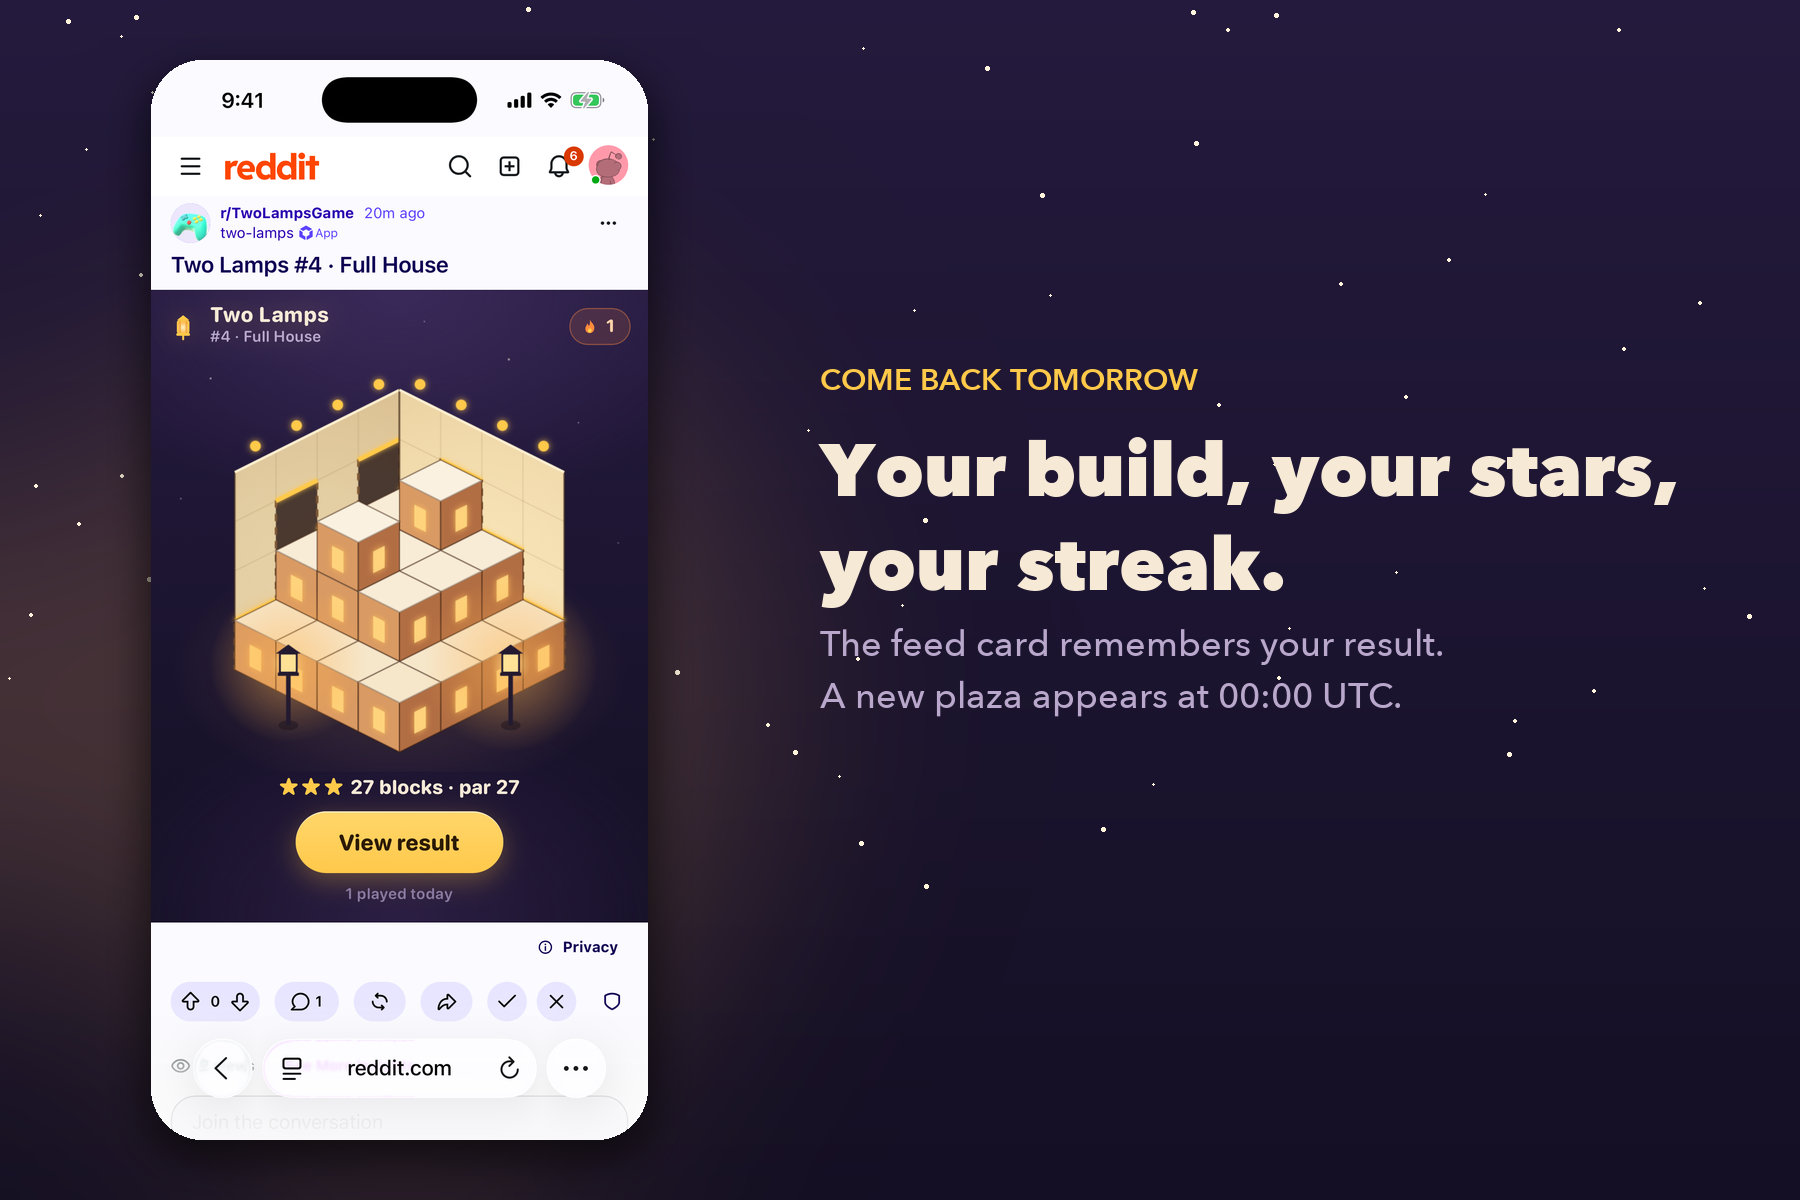 9:41
reddit
6
r/TwoLampsGame 20m ago
two-lamps App
Two Lamps #4 · Full House
Two Lamps
#4 · Full House
1
27 blocks · par 27
View result
1 played today
Privacy
0
1
reddit.com
Join the conversation
COME BACK TOMORROW
Your build, your stars,
your streak.
The feed card remembers your result.
A new plaza appears at 00:00 UTC.